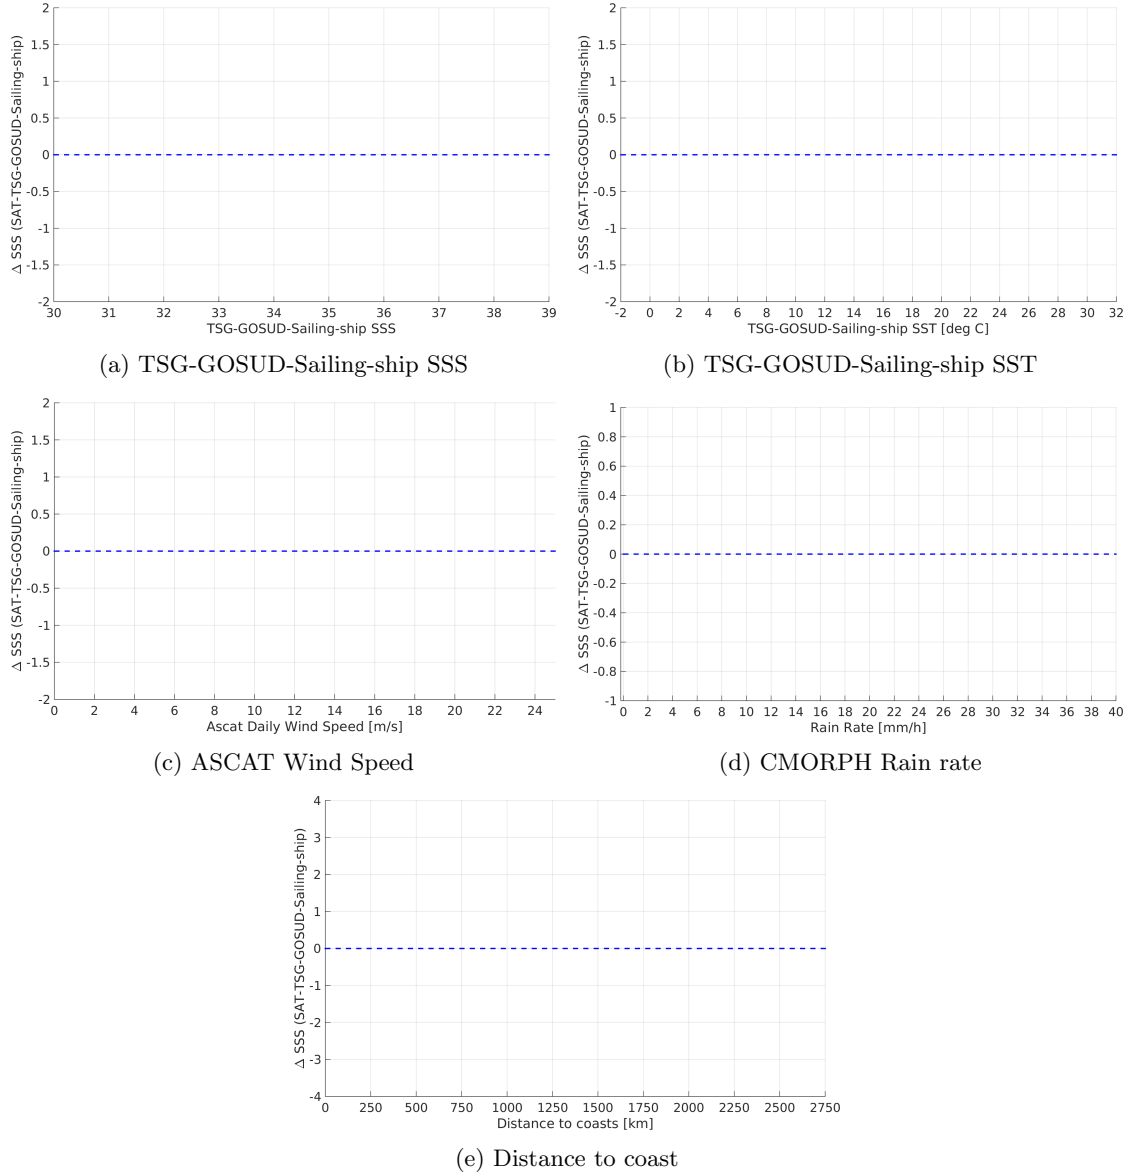 2
1.5
1
0.5
0
-0.5
-1
-1.5
-2
30 31 32 33 34 35 36 37 38 39
Δ SSS (SAT-TSG-GOSUD-Sailing-ship)
TSG-GOSUD-Sailing-ship SSS
(a) TSG-GOSUD-Sailing-ship SSS
2
1.5
1
0.5
0
-0.5
-1
-1.5
-2
-2 0 2 4 6 8 10 12 14 16 18 20 22 24 26 28 30 32
Δ SSS (SAT-TSG-GOSUD-Sailing-ship)
TSG-GOSUD-Sailing-ship SST [deg C]
(b) TSG-GOSUD-Sailing-ship SST
2
1.5
1
0.5
0
-0.5
-1
-1.5
-2
0 2 4 6 8 10 12 14 16 18 20 22 24
Δ SSS (SAT-TSG-GOSUD-Sailing-ship)
Ascat Daily Wind Speed [m/s]
(c) ASCAT Wind Speed
1
0.8
0.6
0.4
0.2
0
-0.2
-0.4
-0.6
-0.8
-1
0 2 4 6 8 10 12 14 16 18 20 22 24 26 28 30 32 34 36 38 40
Δ SSS (SAT-TSG-GOSUD-Sailing-ship)
Rain Rate [mm/h]
(d) CMORPH Rain rate
4
3
2
1
0
-1
-2
-3
-4
0 250 500 750 1000 1250 1500 1750 2000 2250 2500 2750
Δ SSS (SAT-TSG-GOSUD-Sailing-ship)
Distance to coasts [km]
(e) Distance to coast